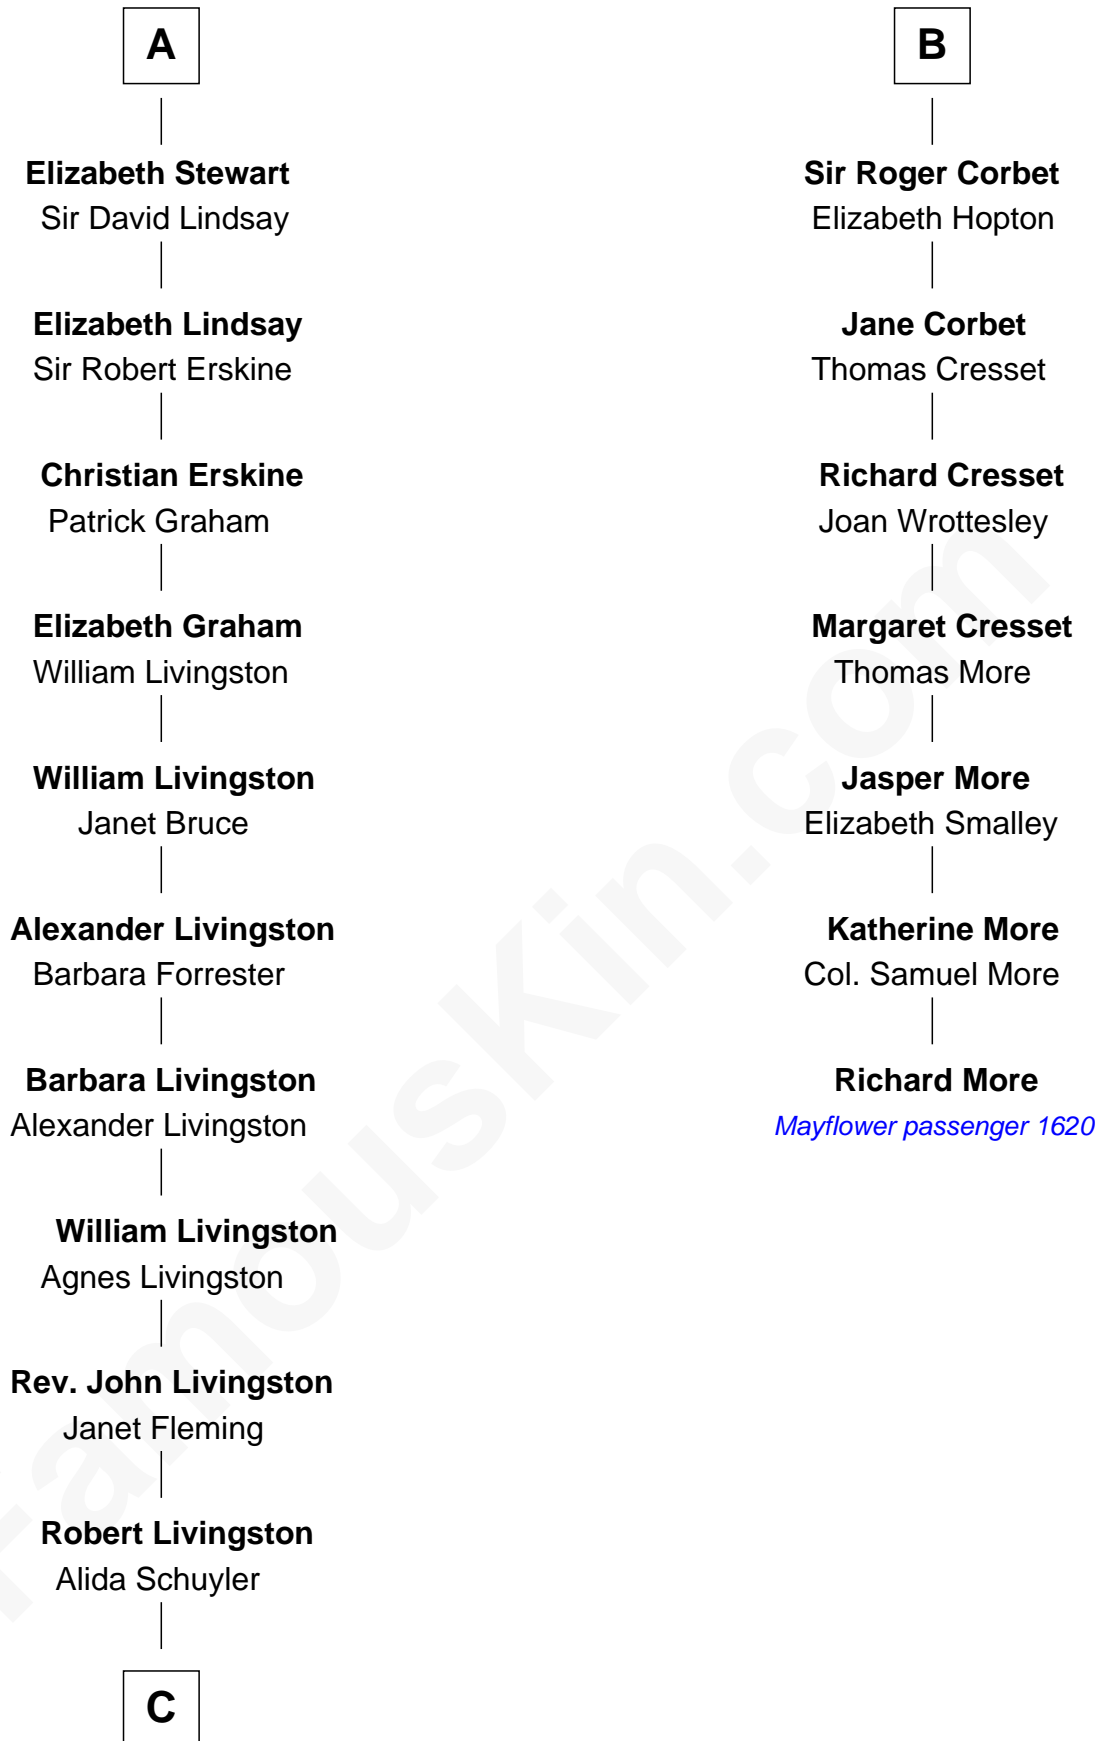 A
Elizabeth Stewart
Sir David Lindsay
Elizabeth Lindsay
Sir Robert Erskine
Christian Erskine
Patrick Graham
Elizabeth Graham
William Livingston
William Livingston
Janet Bruce
Alexander Livingston
Barbara Forrester
Barbara Livingston
Alexander Livingston
William Livingston
Agnes Livingston
Rev. John Livingston
Janet Fleming
Robert Livingston
Alida Schuyler
C
B
Sir Roger Corbet
Elizabeth Hopton
Jane Corbet
Thomas Cresset
Richard Cresset
Joan Wrottesley
Margaret Cresset
Thomas More
Jasper More
Elizabeth Smalley
Katherine More
Col. Samuel More
Richard More
Mayflower passenger 1620
FamousKin.com